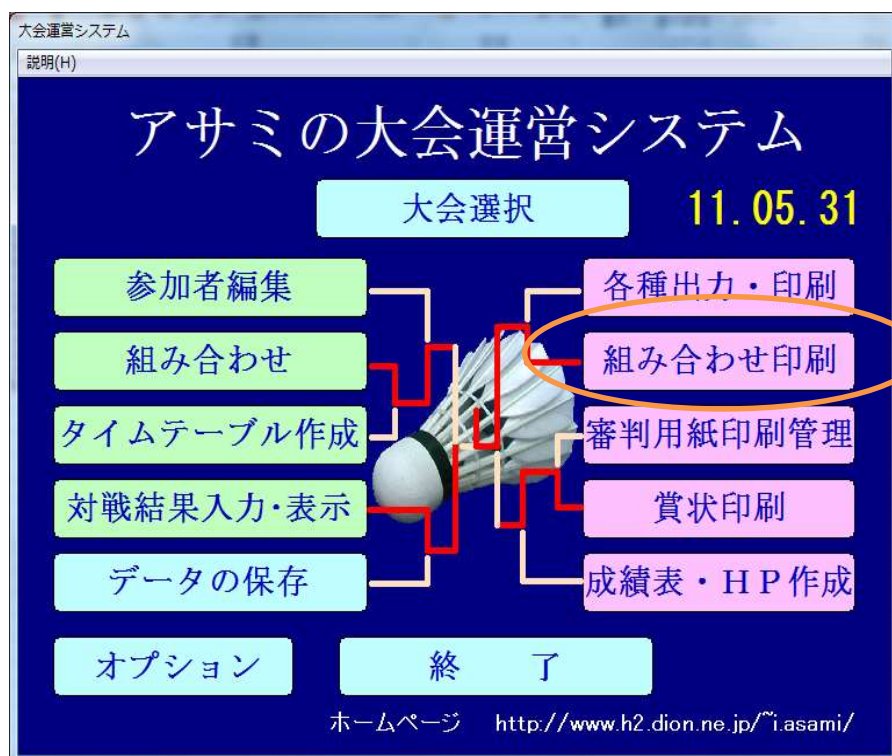 大会運営システム
説明(H)
アサミの大会運営システム
大会選択
11.05.31
参加者編集
各種出力・印刷
組み合わせ
組み合わせ印刷
タイムテーブル作成
審判用紙印刷管理
対戦結果入力・表示
賞状印刷
データの保存
成績表・ＨＰ作成
オプション
終　了
ホームページ　http://www.h2.dion.ne.jp/~i.asami/